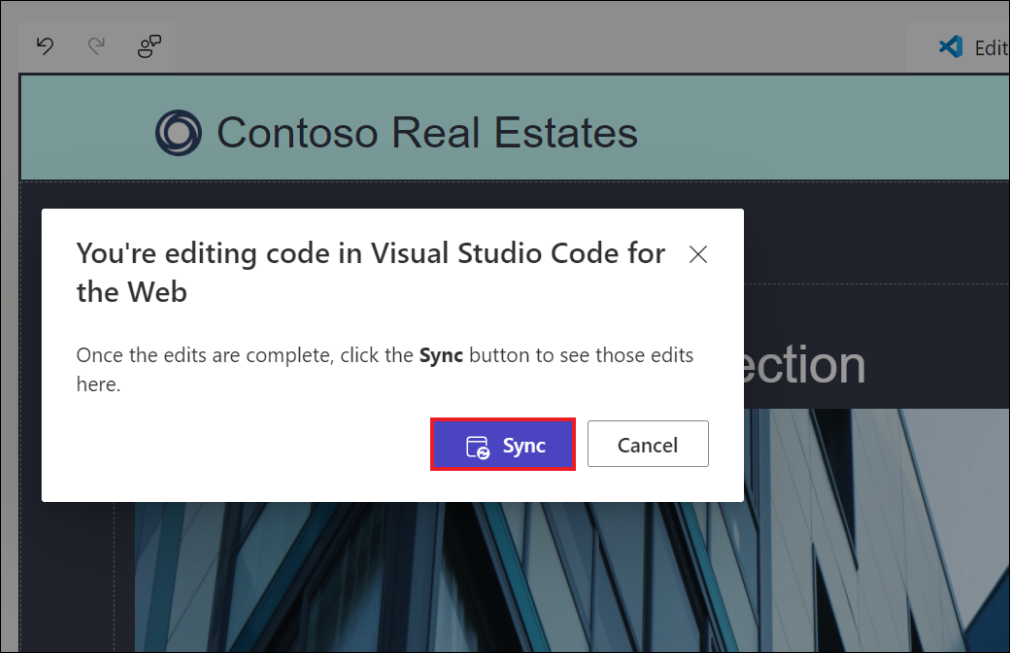 Edit
Contoso Real Estates
You're editing code in Visual Studio Code for
the Web
Once the edits are complete, click the Sync button to see those edits
here.
ection
Sync
Cancel